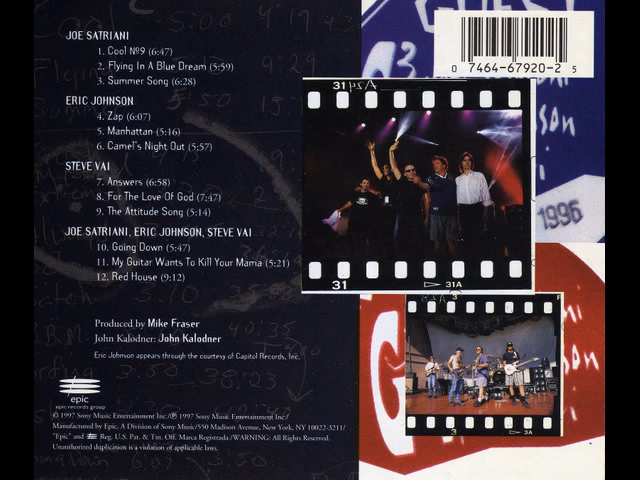 JOE SATRIANI
1. Cool Nº9 (6:47)
2. Flying In A Blue Dream (5:59)
3. Summer Song (6:28)
ERIC JOHNSON
4. Zap (6:07)
5. Manhattan (5:16)
6. Camel's Night Out (5:57)
STEVE VAI
7. Answers (6:58)
8. For The Love Of God (7:47)
9. The Attitude Song (5:14)
JOE SATRIANI, ERIC JOHNSON, STEVE VAI
10. Going Down (5:47)
11. My Guitar Wants To Kill Your Mama (5:21)
12. Red House (9:12)
Produced by Mike Fraser
John Kalodner: John Kalodner
Eric Johnson appears through the courtesy of Capitol Records, Inc.
epic
epic records group
© 1997 Sony Music Entertainment Inc./℗ 1997 Sony Music Entertainment Inc./
Manufactured by Epic, A Division of Sony Music/550 Madison Avenue, New York, NY 10022-3211/
"Epic" and Reg. U.S. Pat. & Tm. Off. Marca Registrada./WARNING: All Rights Reserved.
Unauthorized duplication is a violation of applicable laws.
0 7464-67920-2 5
31
31
31A
3
3
3A
1996